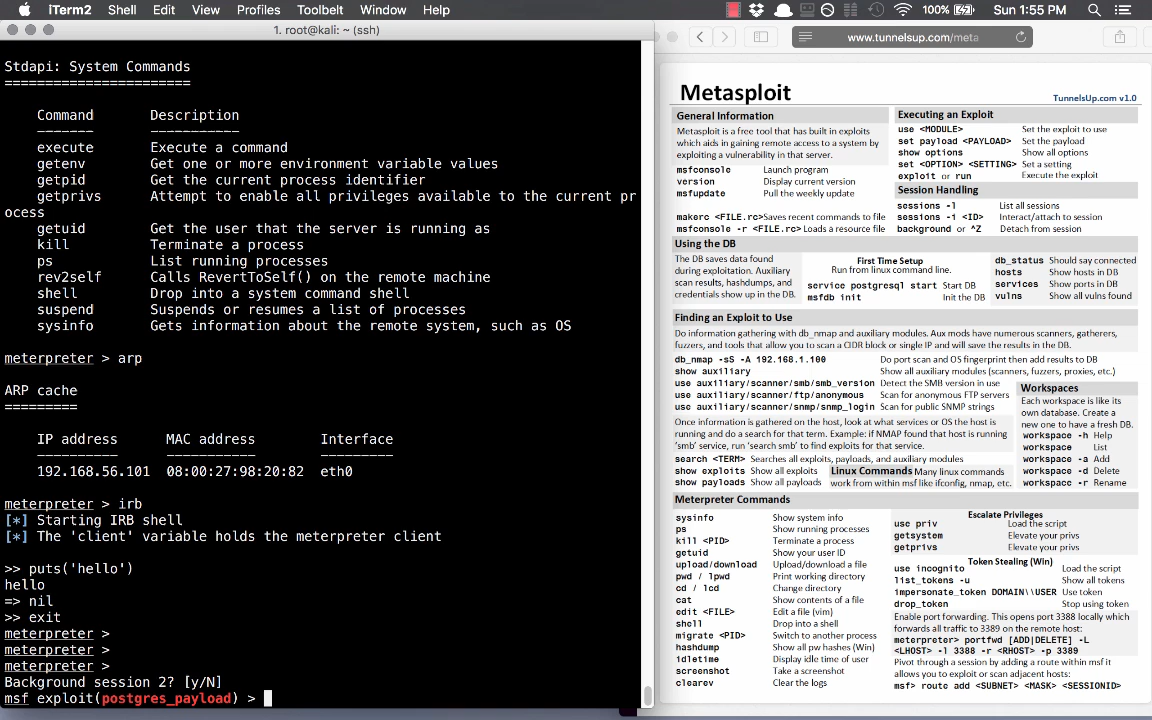 iTerm2 Shell Edit View Profiles Toolbelt Window Help 100% Sun 1:55 PM
1. root@kali: ~ (ssh)
Stdapi: System Commands
=======================
Command Description
------- -----------
execute Execute a command
getenv Get one or more environment variable values
getpid Get the current process identifier
getprivs Attempt to enable all privileges available to the current pr
ocess
getuid Get the user that the server is running as
kill Terminate a process
ps List running processes
rev2self Calls RevertToSelf() on the remote machine
shell Drop into a system command shell
suspend Suspends or resumes a list of processes
sysinfo Gets information about the remote system, such as OS
meterpreter > arp
ARP cache
=========
IP address MAC address Interface
---------- ----------- ---------
192.168.56.101 08:00:27:98:20:82 eth0
meterpreter > irb
[*] Starting IRB shell
[*] The 'client' variable holds the meterpreter client
>> puts('hello')
hello
=> nil
>> exit
meterpreter >
meterpreter >
meterpreter >
Background session 2? [y/N]
msf exploit(postgres_payload) >
www.tunnelsup.com/meta
Metasploit
TunnelsUp.com v1.0
General Information
Metasploit is a free tool that has built in exploits
which aids in gaining remote access to a system by
exploiting a vulnerability in that server.
msfconsole Launch program
version Display current version
msfupdate Pull the weekly update
makerc <FILE.rc>Saves recent commands to file
msfconsole -r <FILE.rc> Loads a resource file
Executing an Exploit
use <MODULE> Set the exploit to use
set payload <PAYLOAD> Set the payload
show options Show all options
set <OPTION> <SETTING> Set a setting
exploit or run Execute the exploit
Session Handling
sessions -l List all sessions
sessions -i <ID> Interact/attach to session
background or ^Z Detach from session
Using the DB
The DB saves data found
during exploitation. Auxiliary
scan results, hashdumps, and
credentials show up in the DB.
First Time Setup
Run from linux command line.
service postgresql start Start DB
msfdb init Init the DB
db_status Should say connected
hosts Show hosts in DB
services Show ports in DB
vulns Show all vulns found
Finding an Exploit to Use
Do information gathering with db_nmap and auxiliary modules. Aux mods have numerous scanners, gatherers,
fuzzers, and tools that allow you to scan a CIDR block or single IP and will save the results in the DB.
db_nmap -sS -A 192.168.1.100 Do port scan and OS fingerprint then add results to DB
show auxiliary Show all auxiliary modules (scanners, fuzzers, proxies, etc.)
use auxiliary/scanner/smb/smb_version Detect the SMB version in use
use auxiliary/scanner/ftp/anonymous Scan for anonymous FTP servers
use auxiliary/scanner/snmp/snmp_login Scan for public SNMP strings
Once information is gathered on the host, look at what services or OS the host is
running and do a search for that term. Example: if NMAP found that host is running
'smb' service, run 'search smb' to find exploits for that service.
search <TERM> Searches all exploits, payloads, and auxiliary modules
show exploits Show all exploits
show payloads Show all payloads
Linux Commands Many linux commands
work from within msf like ifconfig, nmap, etc.
Workspaces
Each workspace is like its
own database. Create a
new one to have a fresh DB.
workspace -h Help
workspace List
workspace -a Add
workspace -d Delete
workspace -r Rename
Meterpreter Commands
sysinfo Show system info
ps Show running processes
kill <PID> Terminate a process
getuid Show your user ID
upload/download Upload/download a file
pwd / lpwd Print working directory
cd / lcd Change directory
cat Show contents of a file
edit <FILE> Edit a file (vim)
shell Drop into a shell
migrate <PID> Switch to another process
hashdump Show all pw hashes (Win)
idletime Display idle time of user
screenshot Take a screenshot
clearev Clear the logs
Escalate Privileges
use priv Load the script
getsystem Elevate your privs
getprivs Elevate your privs
Token Stealing (Win)
use incognito Load the script
list_tokens -u Show all tokens
impersonate_token DOMAIN\\USER Use token
drop_token Stop using token
Enable port forwarding. This opens port 3388 locally which
forwards all traffic to 3389 on the remote host:
meterpreter> portfwd [ADD|DELETE] -L
<LHOST> -l 3388 -r <RHOST> -p 3389
Pivot through a session by adding a route within msf it
allows you to exploit or scan adjacent hosts:
msf> route add <SUBNET> <MASK> <SESSIONID>